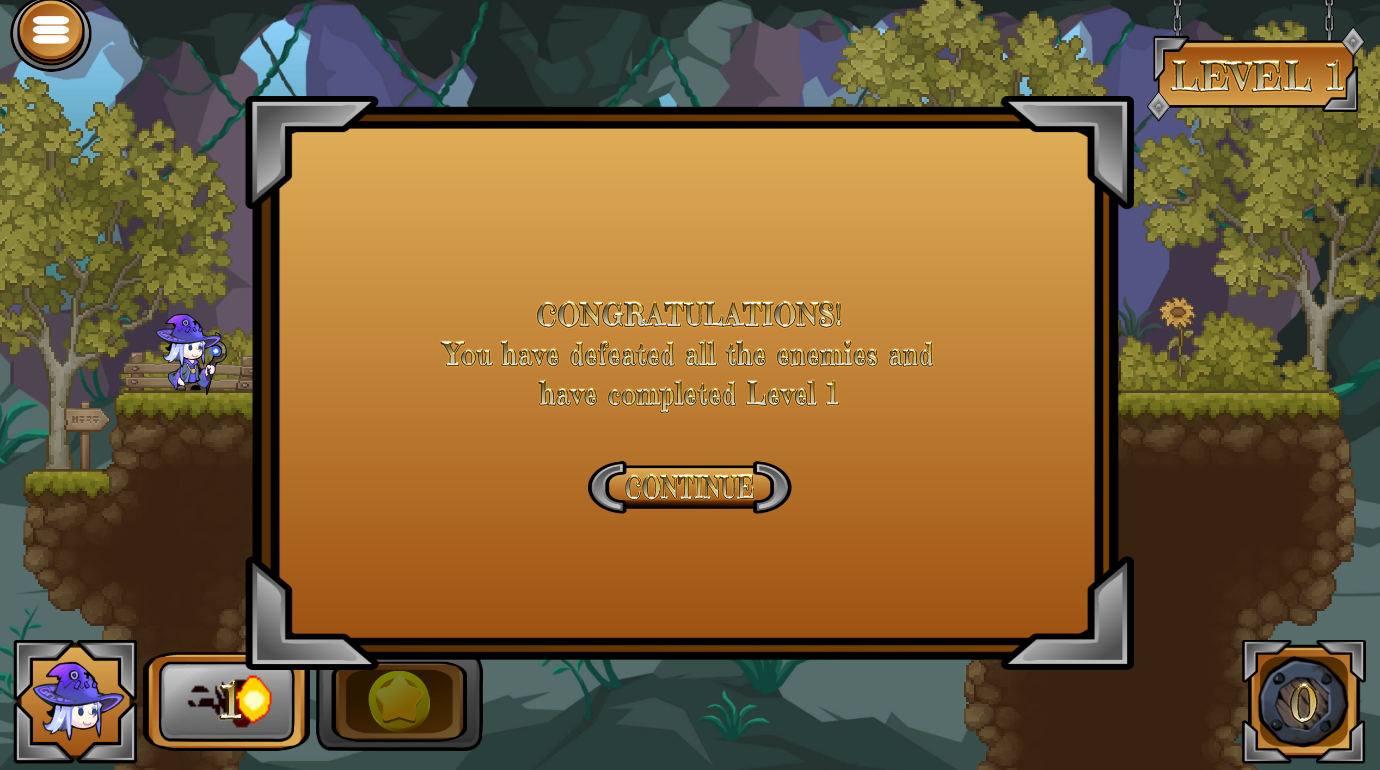 LEVEL 1
CONGRATULATIONS!
You have defeated all the enemies and
have completed Level 1
CONTINUE
1
0